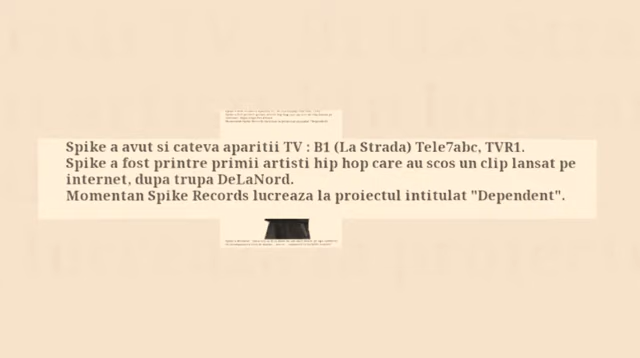 Spike a avut si cateva aparitii TV : B1 (La Strada) Tele7abc, TVR1.
Spike a fost printre primii artisti hip hop care au scos un clip lansat pe
internet, dupa trupa DeLaNord.
Momentan Spike Records lucreaza la proiectul intitulat "Dependent".